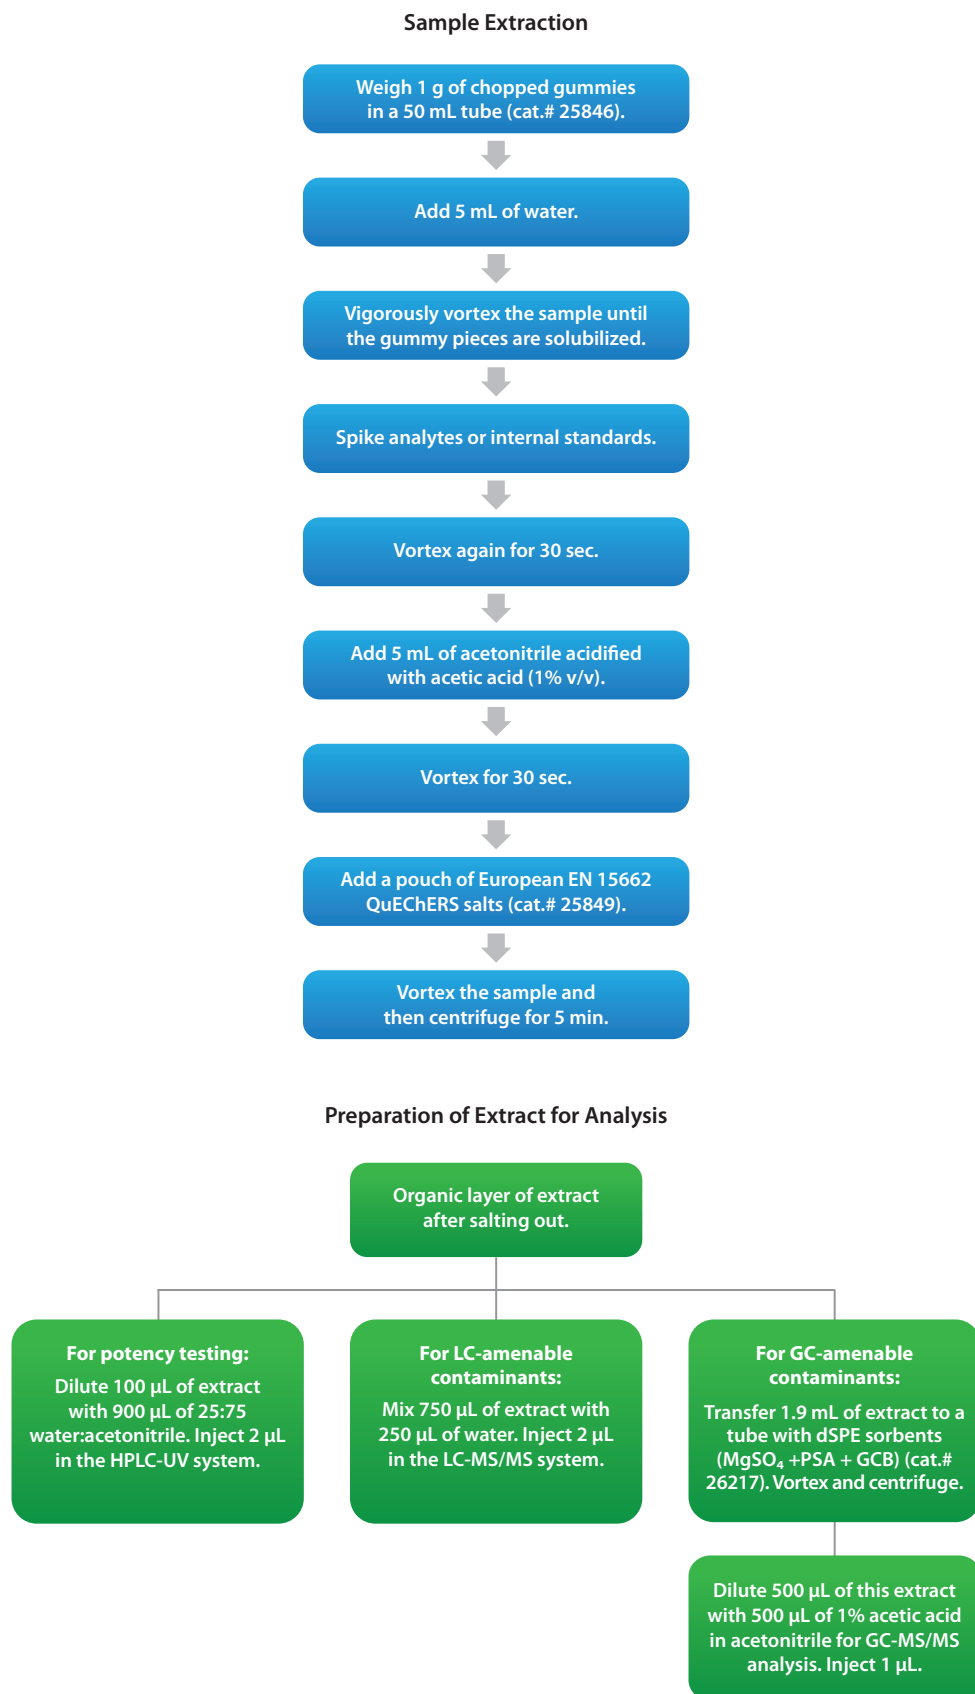 Sample Extraction
Weigh 1 g of chopped gummies
in a 50 mL tube (cat.# 25846).
Add 5 mL of water.
Vigorously vortex the sample until
the gummy pieces are solubilized.
Spike analytes or internal standards.
Vortex again for 30 sec.
Add 5 mL of acetonitrile acidified
with acetic acid (1% v/v).
Vortex for 30 sec.
Add a pouch of European EN 15662
QuEChERS salts (cat.# 25849).
Vortex the sample and
then centrifuge for 5 min.
Preparation of Extract for Analysis
Organic layer of extract
after salting out.
For potency testing:
Dilute 100 µL of extract
with 900 µL of 25:75
water:acetonitrile. Inject 2 µL
in the HPLC-UV system.
For LC-amenable
contaminants:
Mix 750 µL of extract with
250 µL of water. Inject 2 µL
in the LC-MS/MS system.
For GC-amenable
contaminants:
Transfer 1.9 mL of extract to a
tube with dSPE sorbents
(MgSO₄ +PSA + GCB) (cat.#
26217). Vortex and centrifuge.
Dilute 500 µL of this extract
with 500 µL of 1% acetic acid
in acetonitrile for GC-MS/MS
analysis. Inject 1 µL.